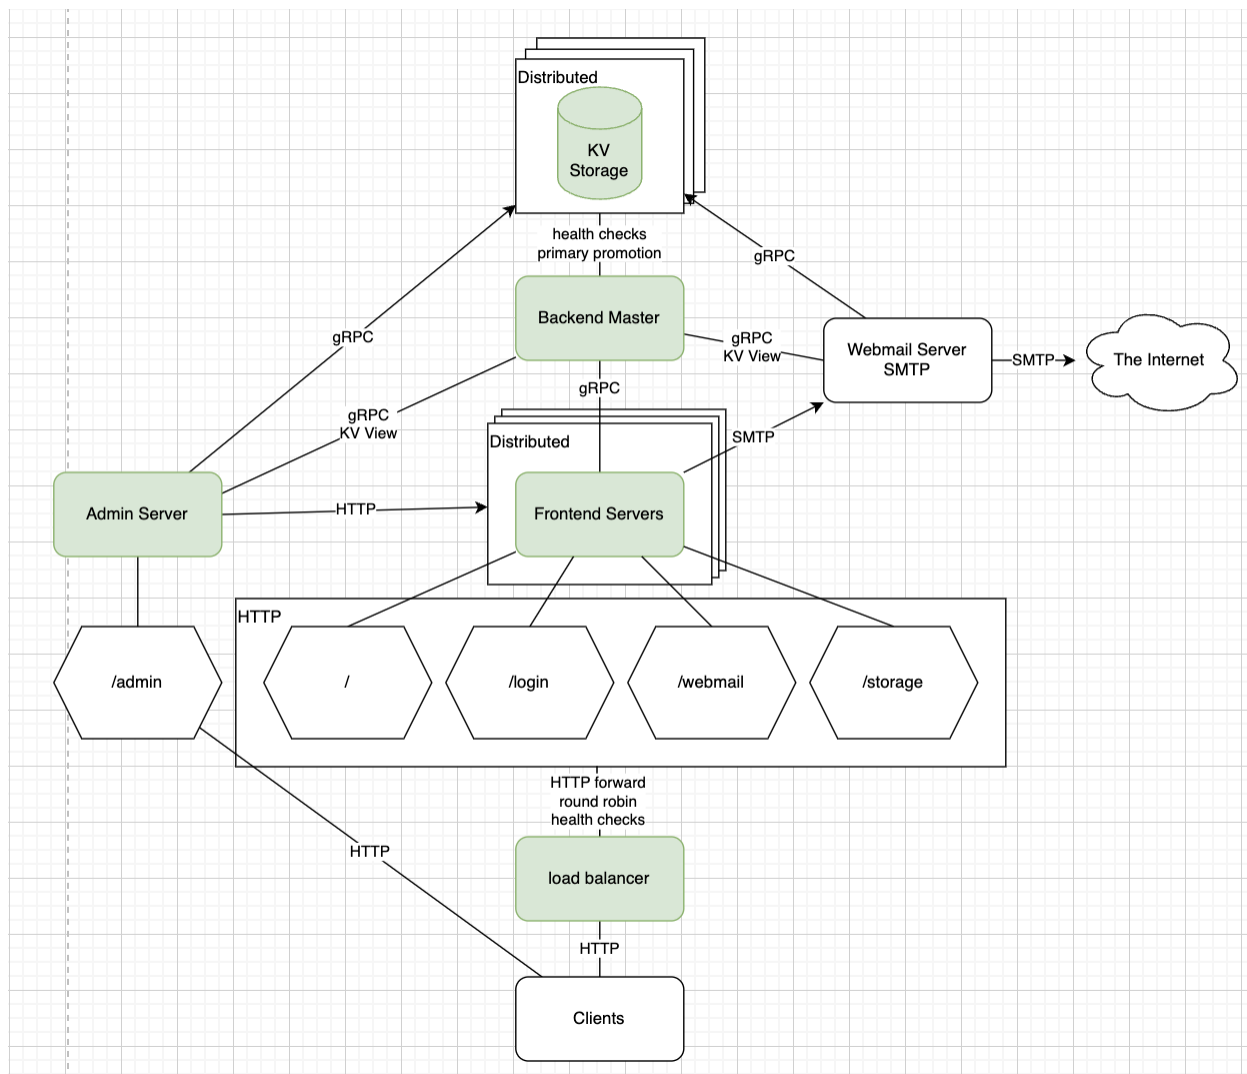 Distributed
KV
Storage
health checks
primary promotion
gRPC
Backend Master
gRPC
gRPC
KV View
Webmail Server
SMTP
SMTP
The Internet
gRPC
gRPC
KV View
SMTP
Distributed
Admin Server
HTTP
Frontend Servers
HTTP
/admin
/
/login
/webmail
/storage
HTTP forward
round robin
health checks
HTTP
load balancer
HTTP
Clients